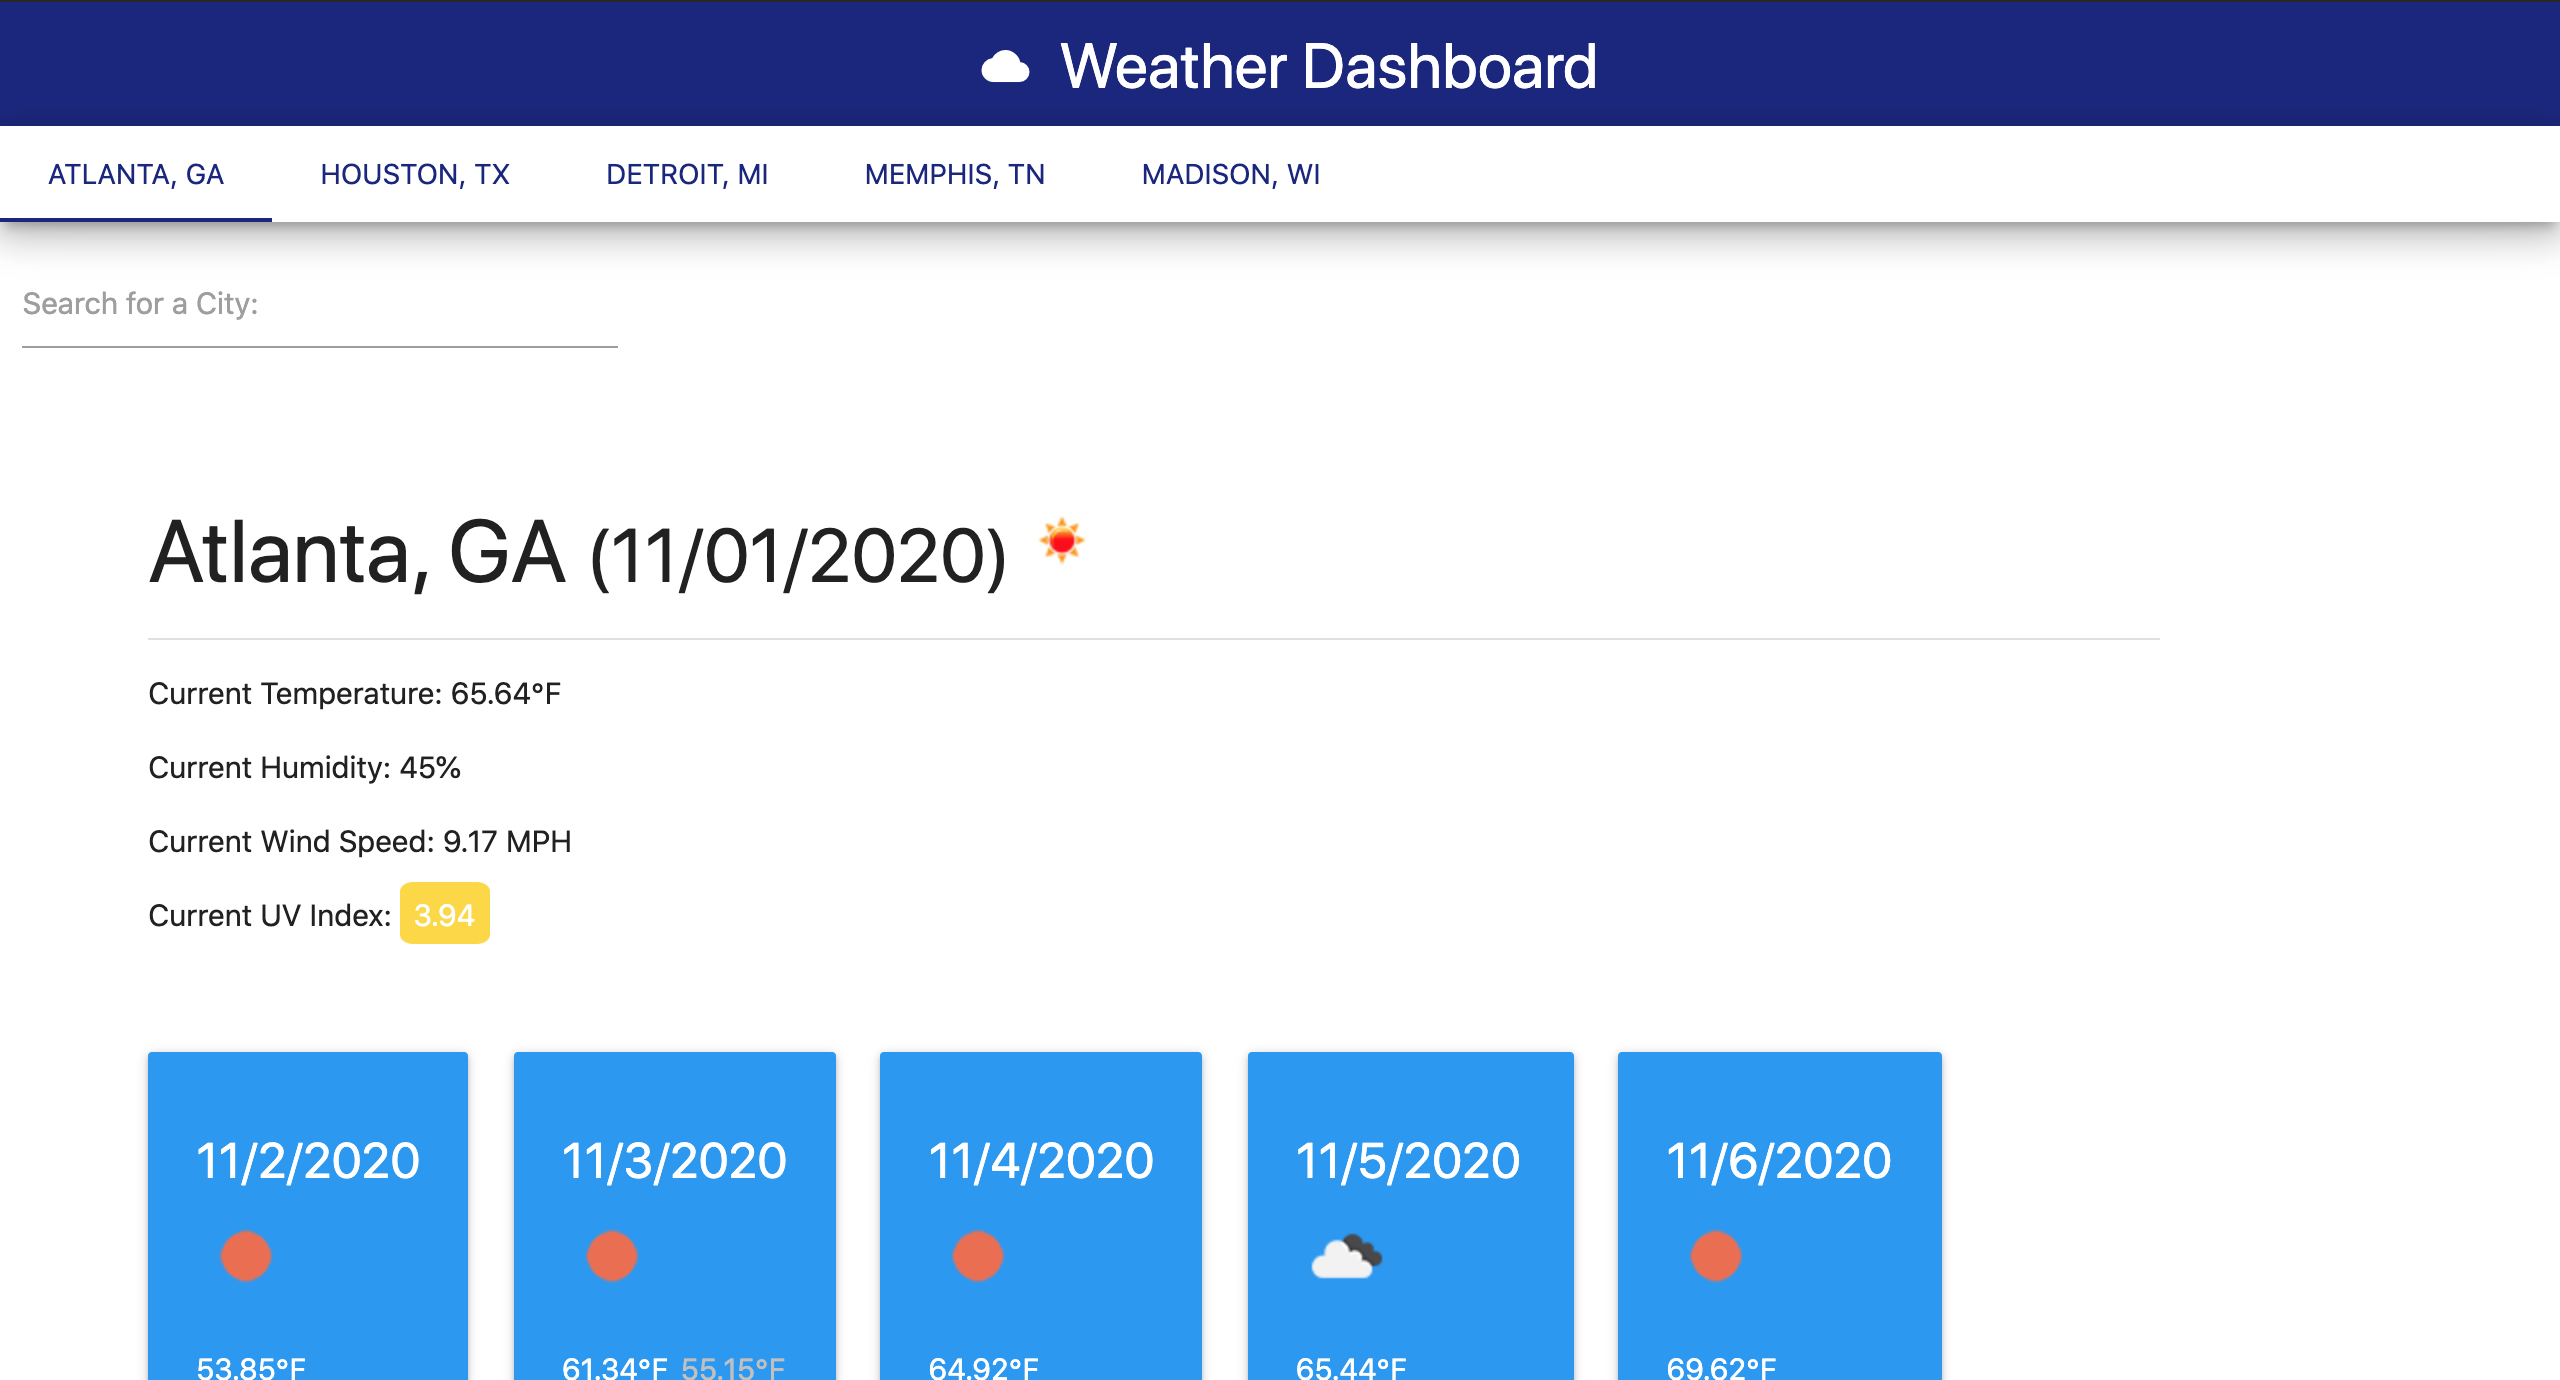 Weather Dashboard
ATLANTA, GA HOUSTON, TX DETROIT, MI MEMPHIS, TN MADISON, WI
Search for a City:
Atlanta, GA (11/01/2020)
Current Temperature: 65.64°F
Current Humidity: 45%
Current Wind Speed: 9.17 MPH
Current UV Index: 3.94
11/2/2020 11/3/2020 11/4/2020 11/5/2020 11/6/2020
53.85°F 61.34°F 55.15°F 64.92°F 65.44°F 69.62°F